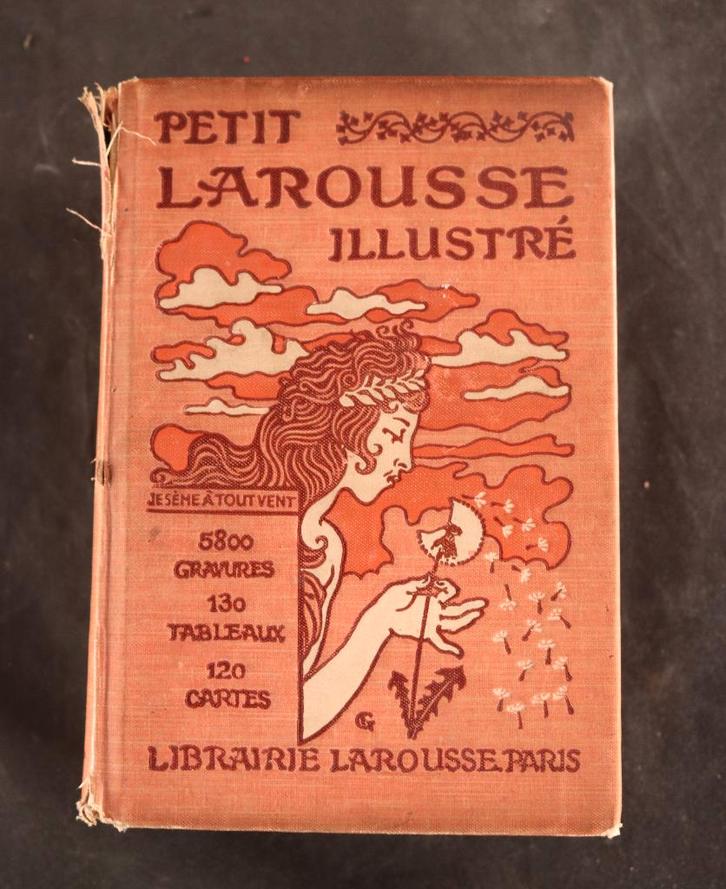 PETIT
LAROUSSE
ILLUSTRÉ
JE SÈME À TOUT VENT
5800
GRAVURES
130
TABLEAUX
120
CARTES
G
LIBRAIRIE LAROUSSE.PARIS